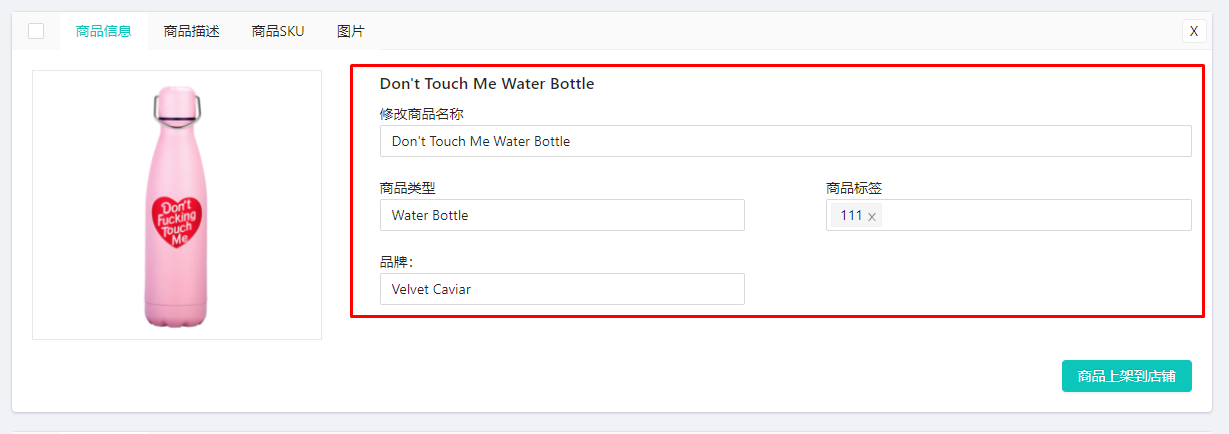 商品信息
商品描述
商品SKU
图片
X
Don't
Fucking
Touch
Me
Don't Touch Me Water Bottle
修改商品名称
Don't Touch Me Water Bottle
商品类型
商品标签
Water Bottle
111 x
品牌:
Velvet Caviar
商品上架到店铺